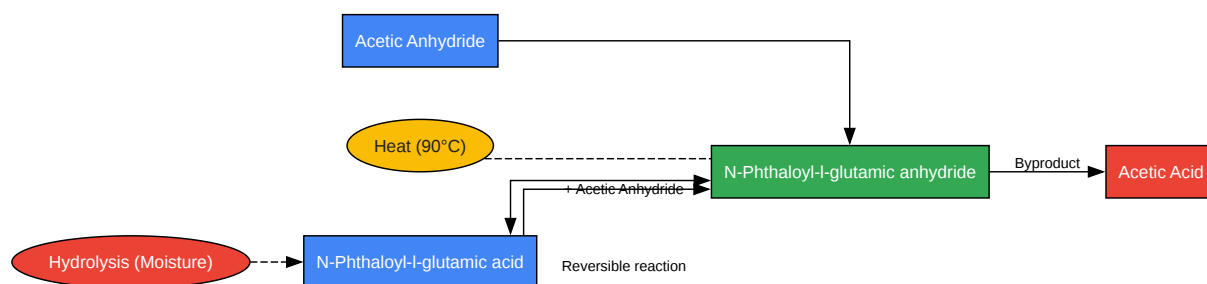 Acetic Anhydride
Heat (90°C)
N-Phthaloyl-l-glutamic anhydride
Byproduct
Acetic Acid
+ Acetic Anhydride
Hydrolysis (Moisture)
N-Phthaloyl-l-glutamic acid
Reversible reaction